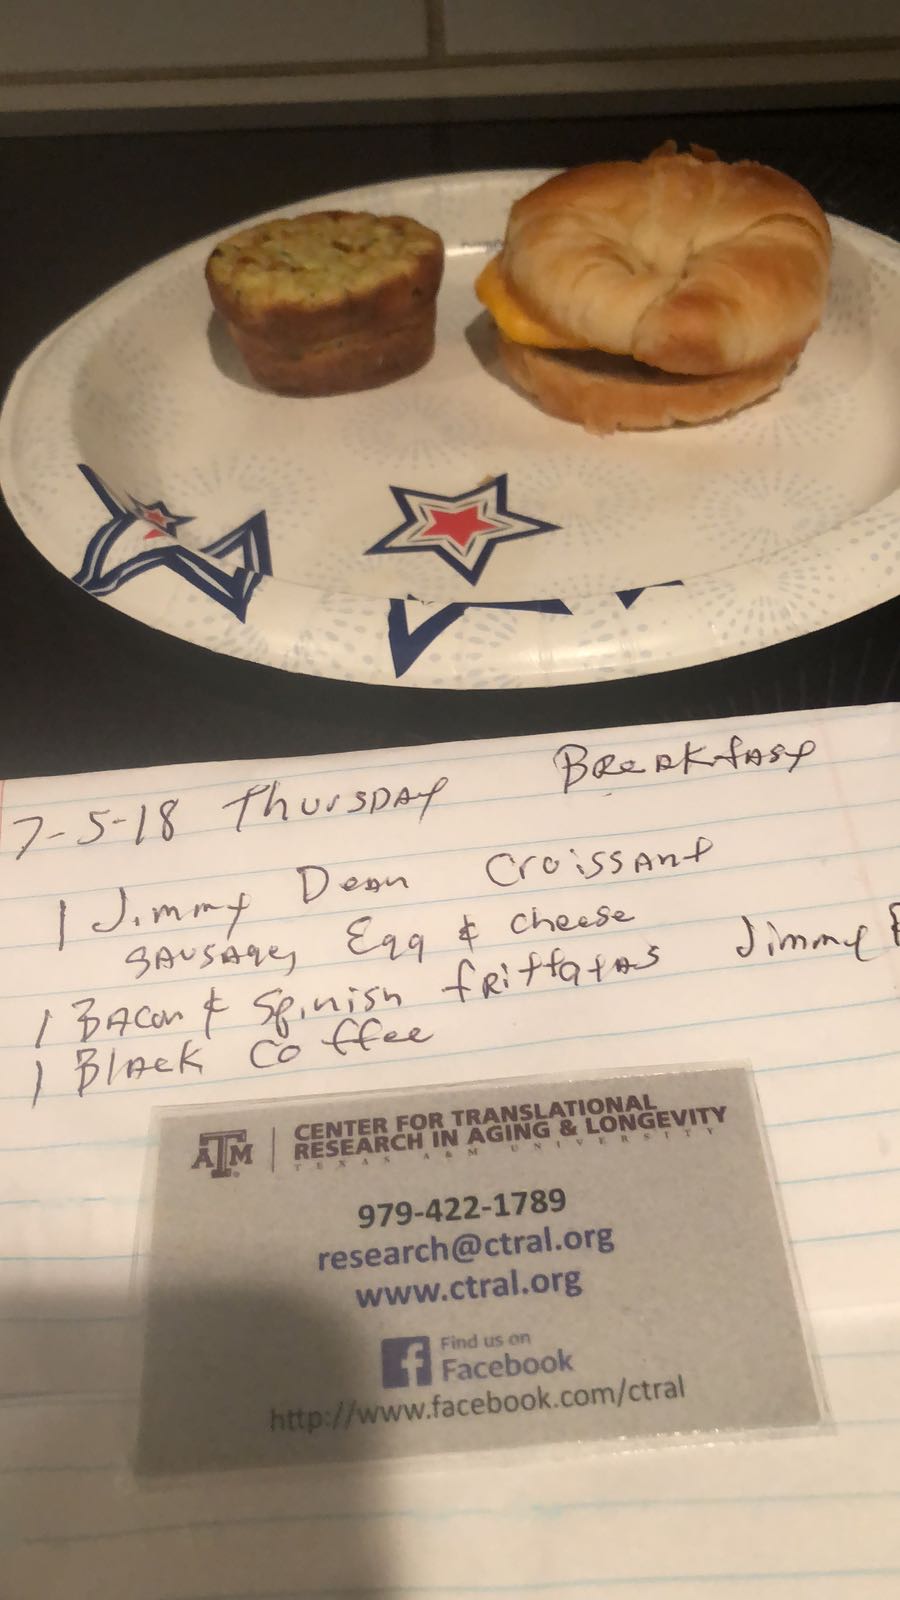 7-5-18 Thursday Breakfast
1 Jimmy Dean Croissant
Sausage, Egg & Cheese
1 Bacon & Spinish frittatas Jimmy
1 Black Coffee
ATM CENTER FOR TRANSLATIONAL
RESEARCH IN AGING & LONGEVITY
TEXAS A&M UNIVERSITY
979-422-1789
research@ctral.org
www.ctral.org
f Find us on
Facebook
http://www.facebook.com/ctral